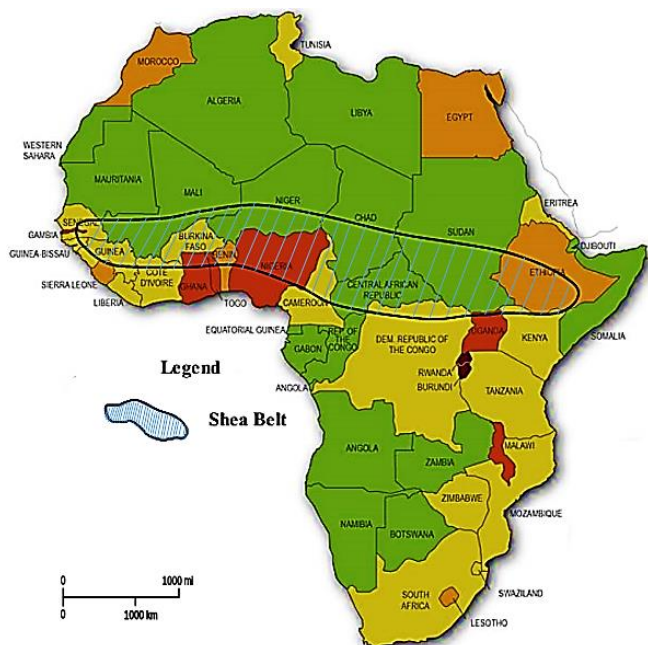 TUNISIA
MOROCCO
ALGERIA
LIBYA
EGYPT
WESTERN
SAHARA
MAURITANIA
MALI
NIGER
CHAD
SUDAN
ERITREA
SENEGAL
GAMBIA
GUINEA-BISSAU
GUINEA
BURKINA
FASO
BENIN
NIGERIA
DJIBOUTI
ETHIOPIA
SIERRA LEONE
LIBERIA
COTE
D'IVOIRE
GHANA
TOGO
CAMEROON
CENTRAL AFRICAN
REPUBLIC
SOMALIA
EQUATORIAL GUINEA
GABON
REP. OF
THE
CONGO
DEM. REPUBLIC OF
THE CONGO
UGANDA
KENYA
RWANDA
BURUNDI
ANGOLA
TANZANIA
Legend
Shea Belt
ANGOLA
ZAMBIA
MALAWI
ZIMBABWE
MOZAMBIQUE
NAMIBIA
BOTSWANA
SWAZILAND
SOUTH
AFRICA
LESOTHO
0 1000 mi
0 1000 km